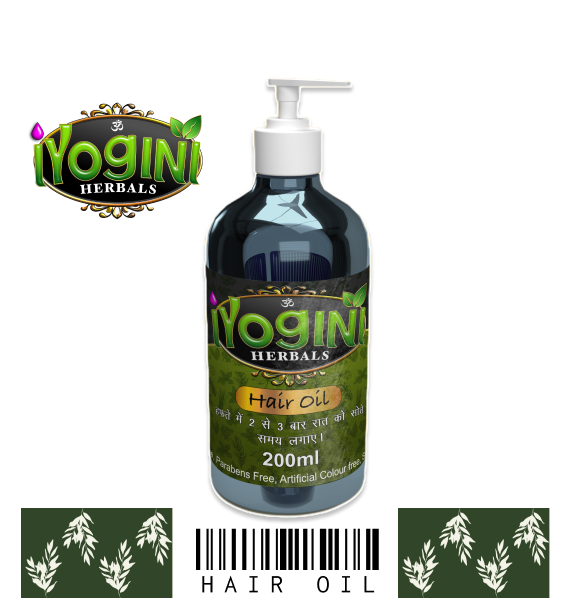 ॐ
iYogini
HERBALS
ॐ
iYogini
HERBALS
Hair Oil
हफ्ते में 2 से 3 बार रात को सोते
समय लगाए।
200ml
Parabens Free, Artificial Colour free,
HAIR OIL